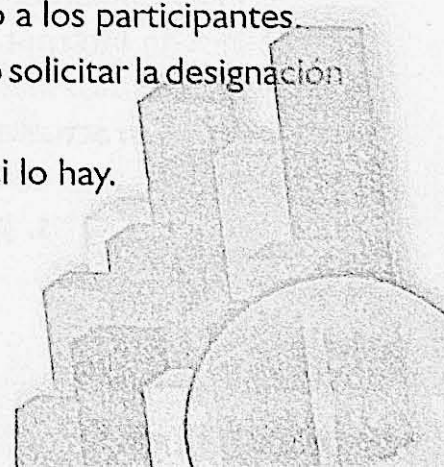 o a los participantes.
o solicitar la designación
i lo hay.